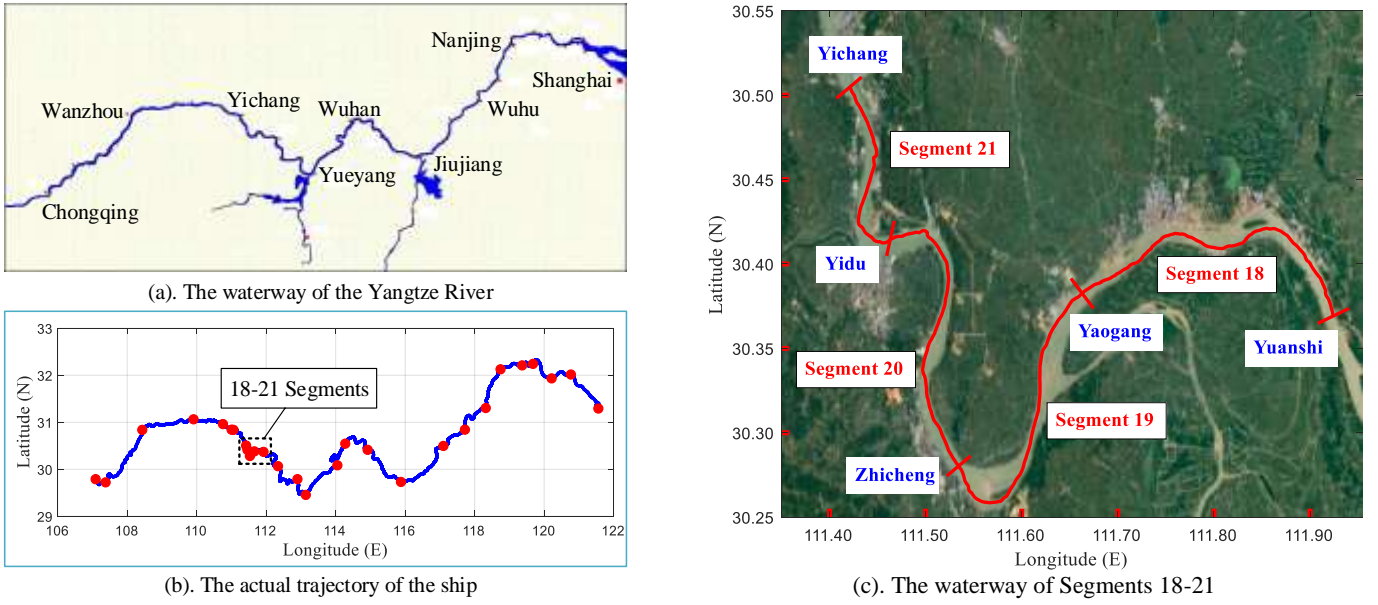 Nanjing
Shanghai
Wanzhou
Yichang
Wuhan
Wuhu
Yueyang
Jiujiang
Chongqing
(a). The waterway of the Yangtze River
33
32
31
30
29
Latitude (N)
18-21 Segments
106
108
110
112
114
116
118
120
122
Longitude (E)
(b). The actual trajectory of the ship
30.55
30.50
30.45
30.40
30.35
30.30
30.25
Latitude (N)
Yichang
Segment 21
Yidu
Segment 18
Yaogang
Yuanshi
Segment 20
Segment 19
Zhicheng
111.40
111.50
111.60
111.70
111.80
111.90
Longitude (E)
(c). The waterway of Segments 18-21